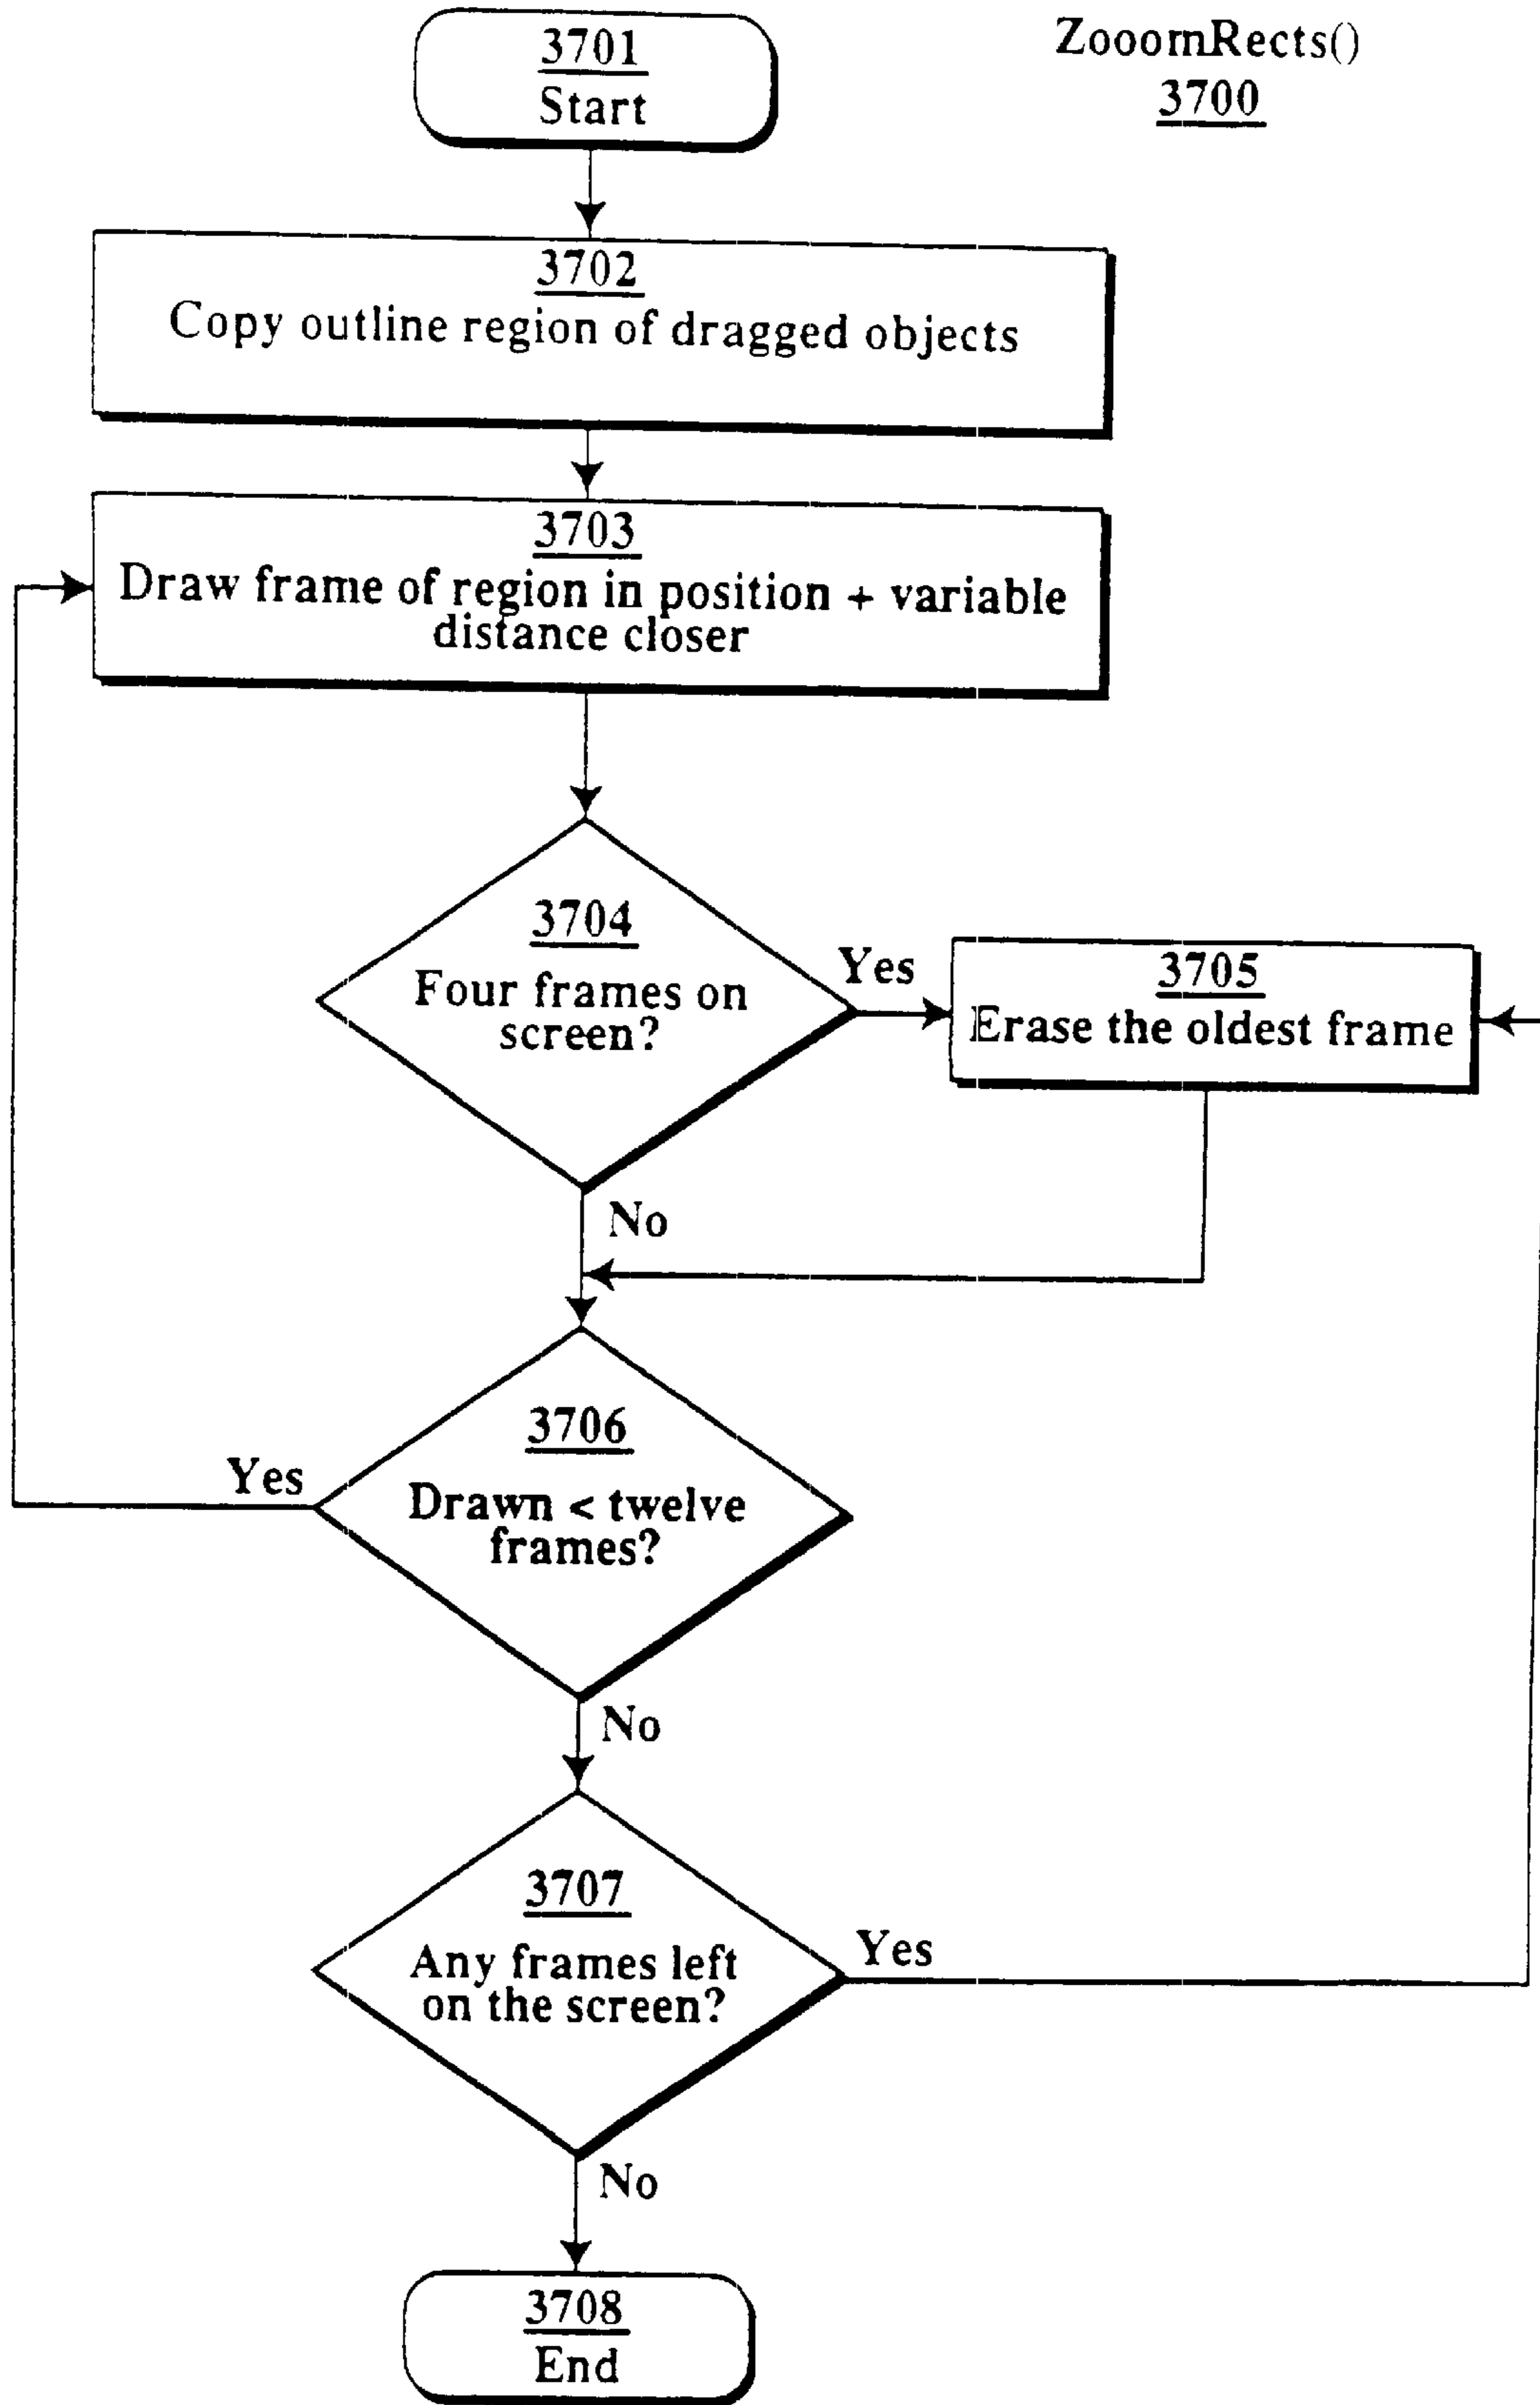 3701
Start
ZooomRects()
3700
3702
Copy outline region of dragged objects
3703
Draw frame of region in position + variable
distance closer
3704
Four frames on
screen?
Yes
3705
Erase the oldest frame
No
3706
Yes
Drawn < twelve
frames?
No
3707
Any frames left
on the screen?
Yes
No
3708
End